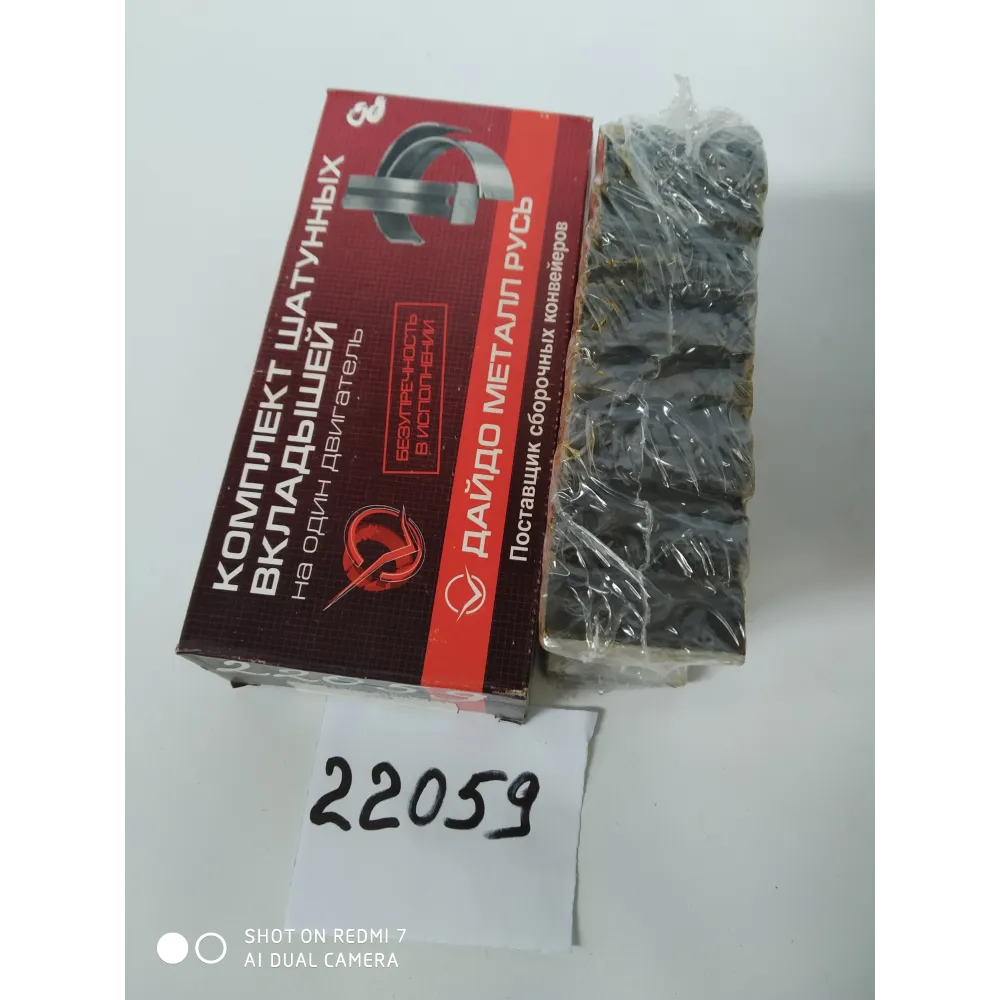 КОМПЛЕКТ ШАТУННЫХ
ВКЛАДЫШЕЙ
на один двигатель
БЕЗУПРЕЧНОСТЬ
В ИСПОЛНЕНИИ
ДАЙДО МЕТАЛЛ РУСЬ
Поставщик сборочных конвейеров
22059
22059
SHOT ON REDMI 7
AI DUAL CAMERA